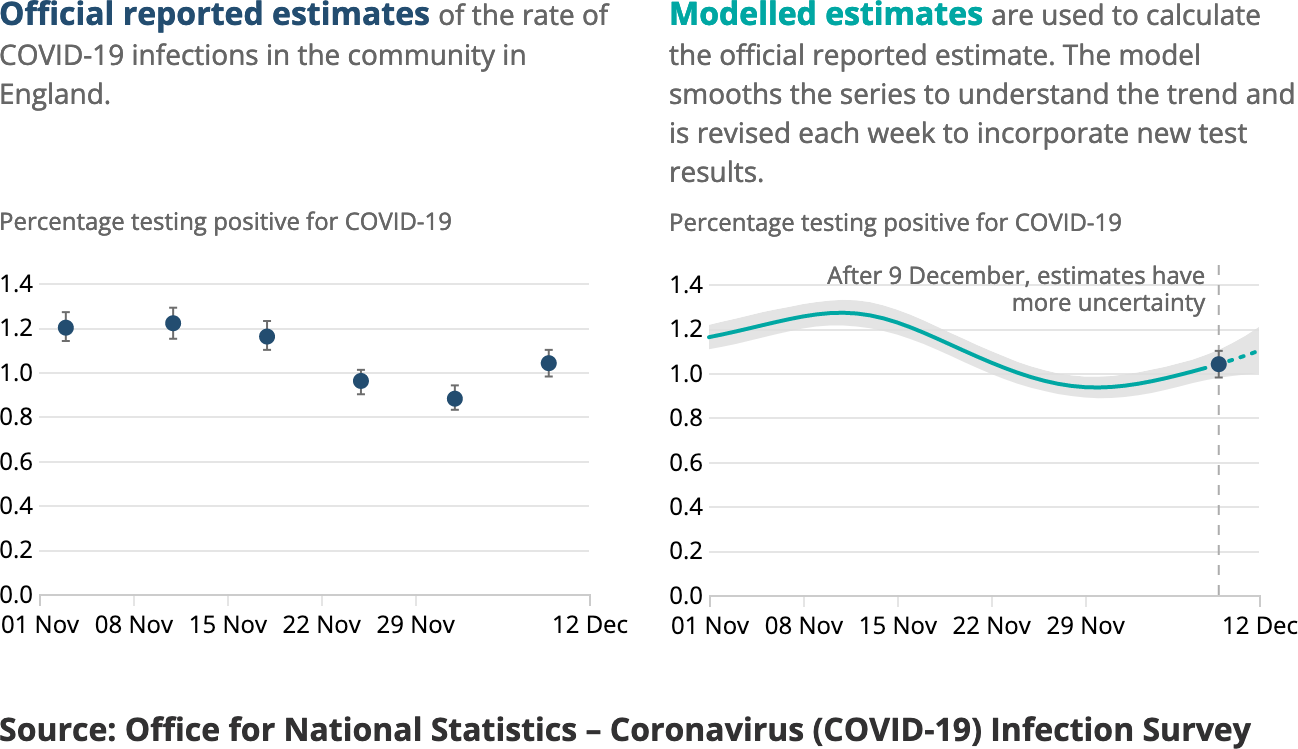 Official reported estimates of the rate of
COVID-19 infections in the community in
England.
Percentage testing positive for COVID-19
1.4
1.2
1.0
0.8
0.6
0.4
0.2
0.0
01 Nov 08 Nov 15 Nov 22 Nov 29 Nov 12 Dec
Modelled estimates are used to calculate
the official reported estimate. The model
smooths the series to understand the trend and
is revised each week to incorporate new test
results.
Percentage testing positive for COVID-19
After 9 December, estimates have
more uncertainty
1.4
1.2
1.0
0.8
0.6
0.4
0.2
0.0
01 Nov 08 Nov 15 Nov 22 Nov 29 Nov 12 Dec
Source: Office for National Statistics – Coronavirus (COVID-19) Infection Survey